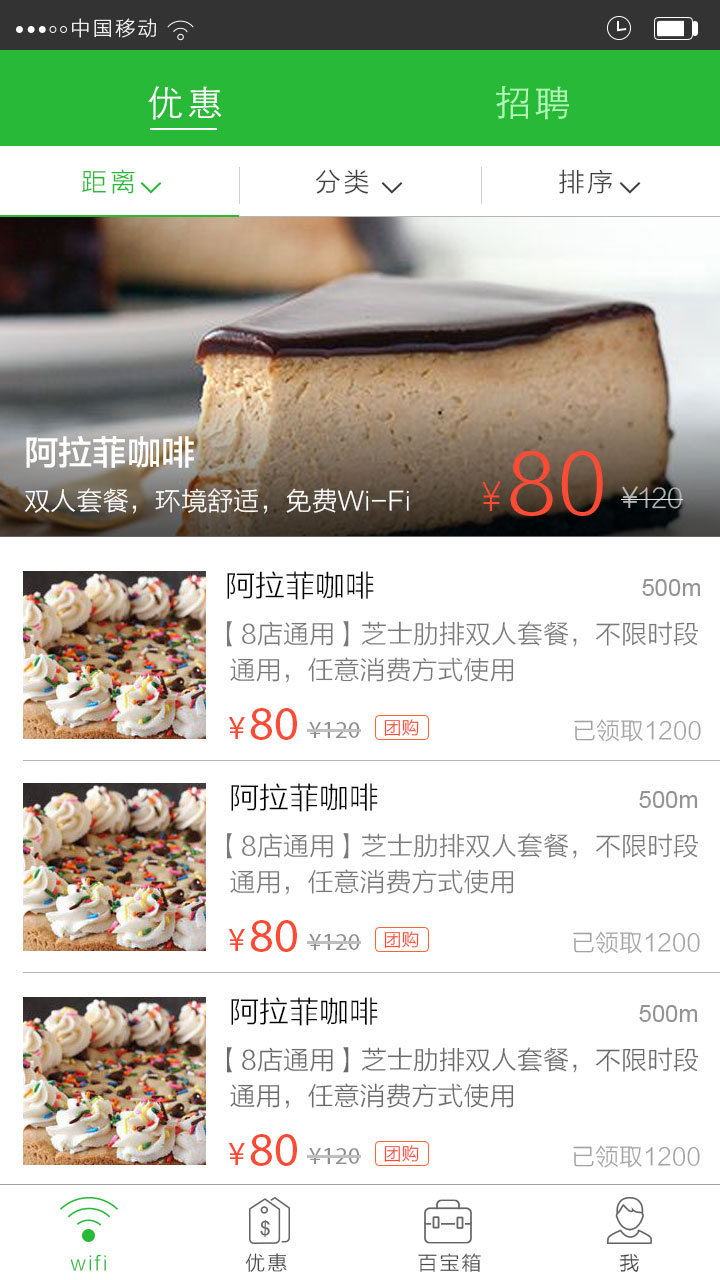 中国移动
优惠 招聘
距离 分类 排序
阿拉菲咖啡
双人套餐，环境舒适，免费Wi-Fi
¥80 ¥120
阿拉菲咖啡 500m
【8店通用】芝士肋排双人套餐，不限时段
通用，任意消费方式使用
¥80 ¥120 团购 已领取1200
阿拉菲咖啡 500m
【8店通用】芝士肋排双人套餐，不限时段
通用，任意消费方式使用
¥80 ¥120 团购 已领取1200
阿拉菲咖啡 500m
【8店通用】芝士肋排双人套餐，不限时段
通用，任意消费方式使用
¥80 ¥120 团购 已领取1200
$
wifi 优惠 百宝箱 我